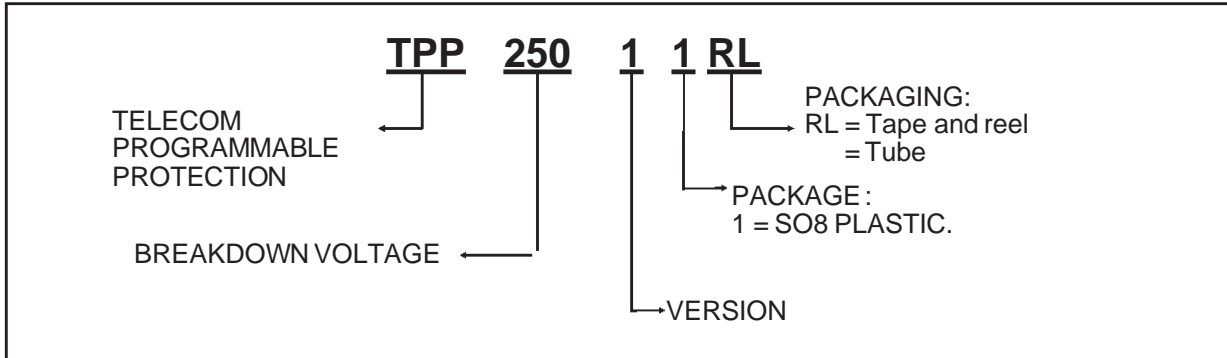 TPP 250 1 1 RL
TELECOM
PROGRAMMABLE
PROTECTION
PACKAGING:
RL = Tape and reel
= Tube
PACKAGE :
1 = SO8 PLASTIC.
BREAKDOWN VOLTAGE
VERSION